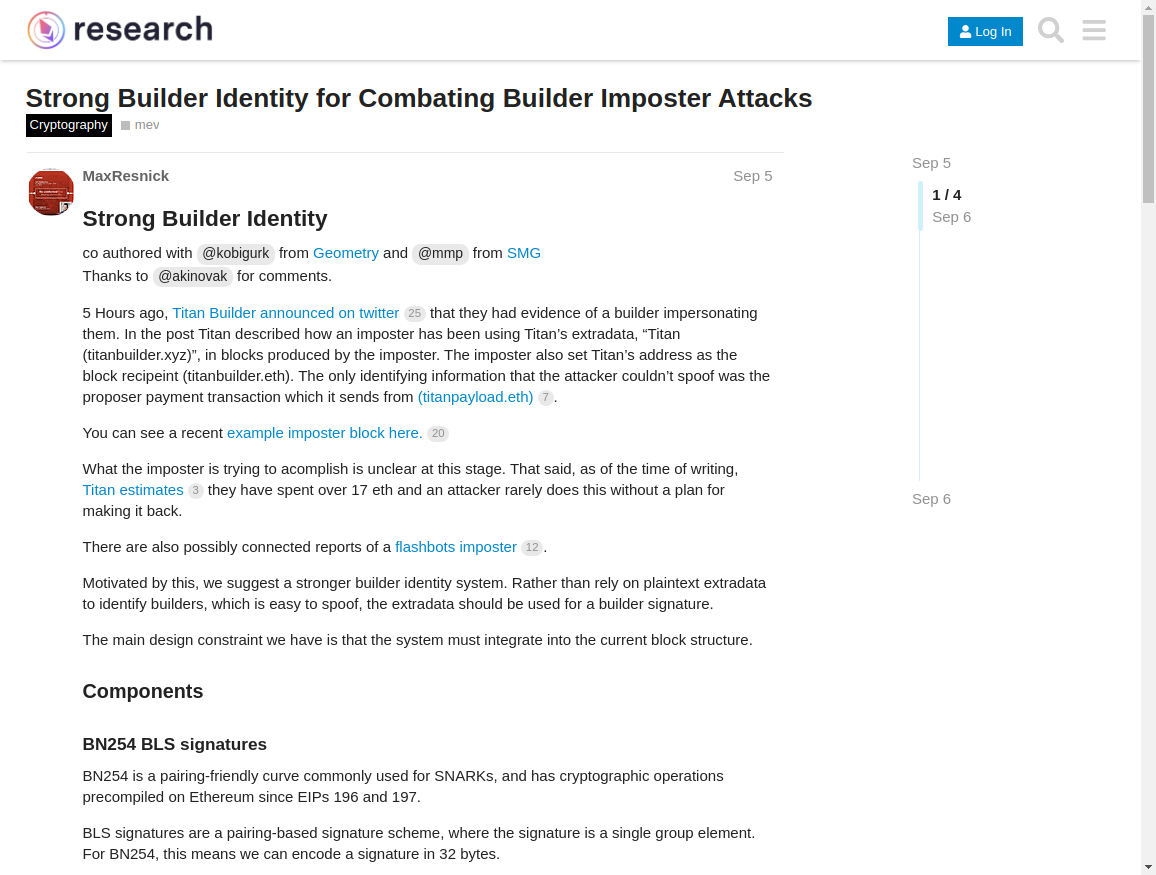 research
Log In
Strong Builder Identity for Combating Builder Imposter Attacks
Cryptography mev
MaxResnick Sep 5
Strong Builder Identity
co authored with @kobigurk from Geometry and @mmp from SMG
Thanks to @akinovak for comments.
5 Hours ago, Titan Builder announced on twitter 25 that they had evidence of a builder impersonating
them. In the post Titan described how an imposter has been using Titan’s extradata, “Titan
(titanbuilder.xyz)”, in blocks produced by the imposter. The imposter also set Titan’s address as the
block recipeint (titanbuilder.eth). The only identifying information that the attacker couldn’t spoof was the
proposer payment transaction which it sends from (titanpayload.eth) 7.
You can see a recent example imposter block here. 20
What the imposter is trying to acomplish is unclear at this stage. That said, as of the time of writing,
Titan estimates 3 they have spent over 17 eth and an attacker rarely does this without a plan for
making it back.
There are also possibly connected reports of a flashbots imposter 12.
Motivated by this, we suggest a stronger builder identity system. Rather than rely on plaintext extradata
to identify builders, which is easy to spoof, the extradata should be used for a builder signature.
The main design constraint we have is that the system must integrate into the current block structure.
Components
BN254 BLS signatures
BN254 is a pairing-friendly curve commonly used for SNARKs, and has cryptographic operations
precompiled on Ethereum since EIPs 196 and 197.
BLS signatures are a pairing-based signature scheme, where the signature is a single group element.
For BN254, this means we can encode a signature in 32 bytes.
Sep 5
1 / 4
Sep 6
Sep 6